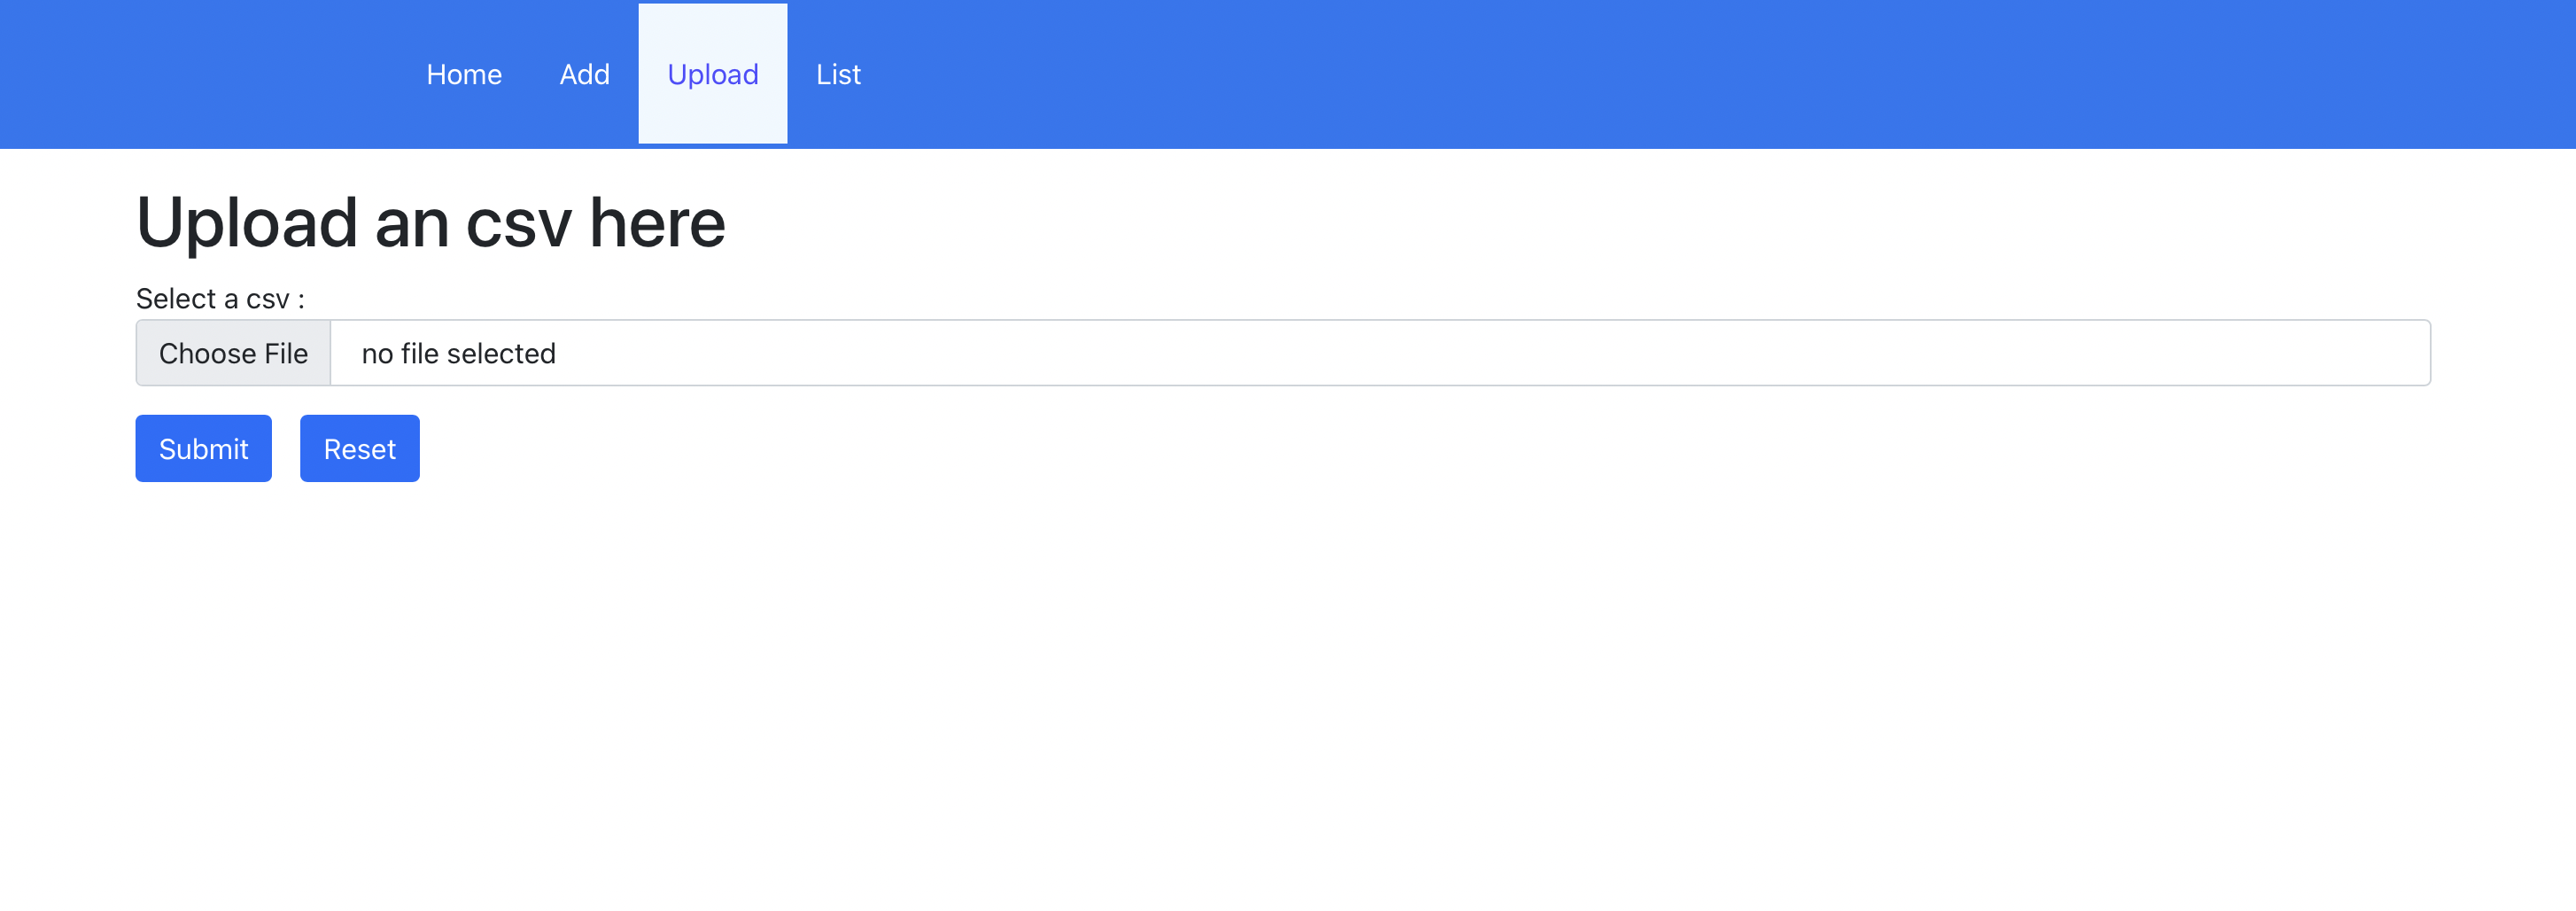 Home Add Upload List
Upload an csv here
Select a csv :
Choose File no file selected
Submit Reset